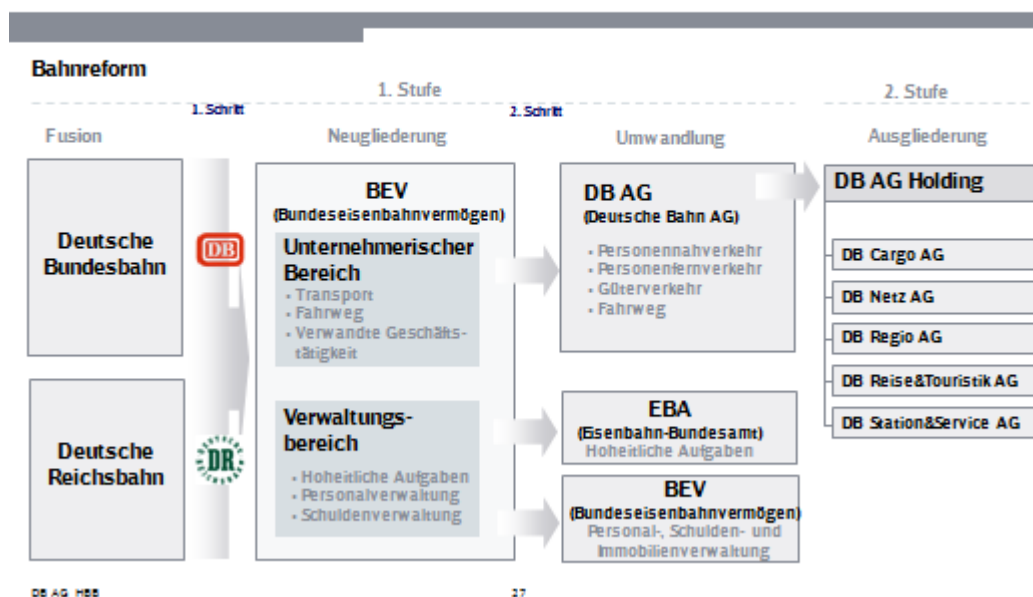 Bahnreform
1. Stufe
2. Stufe
1. Schritt
2. Schritt
Fusion
Neugliederung
Umwandlung
Ausgliederung
Deutsche
Bundesbahn
DB
Deutsche
Reichsbahn
DR
BEV
(Bundeseisenbahnvermögen)
Unternehmerischer
Bereich
• Transport
• Fahrweg
• Verwandte Geschäfts-
tätigkeit
Verwaltungs-
bereich
• Hoheitliche Aufgaben
• Personalverwaltung
• Schuldenverwaltung
DB AG
(Deutsche Bahn AG)
• Personennahverkehr
• Personenfernverkehr
• Güterverkehr
• Fahrweg
EBA
(Eisenbahn-Bundesamt)
Hoheitliche Aufgaben
BEV
(Bundeseisenbahnvermögen)
Personal-, Schulden- und
Immobilienverwaltung
DB AG Holding
DB Cargo AG
DB Netz AG
DB Regio AG
DB Reise&Touristik AG
DB Station&Service AG
DB AG, HBB
27